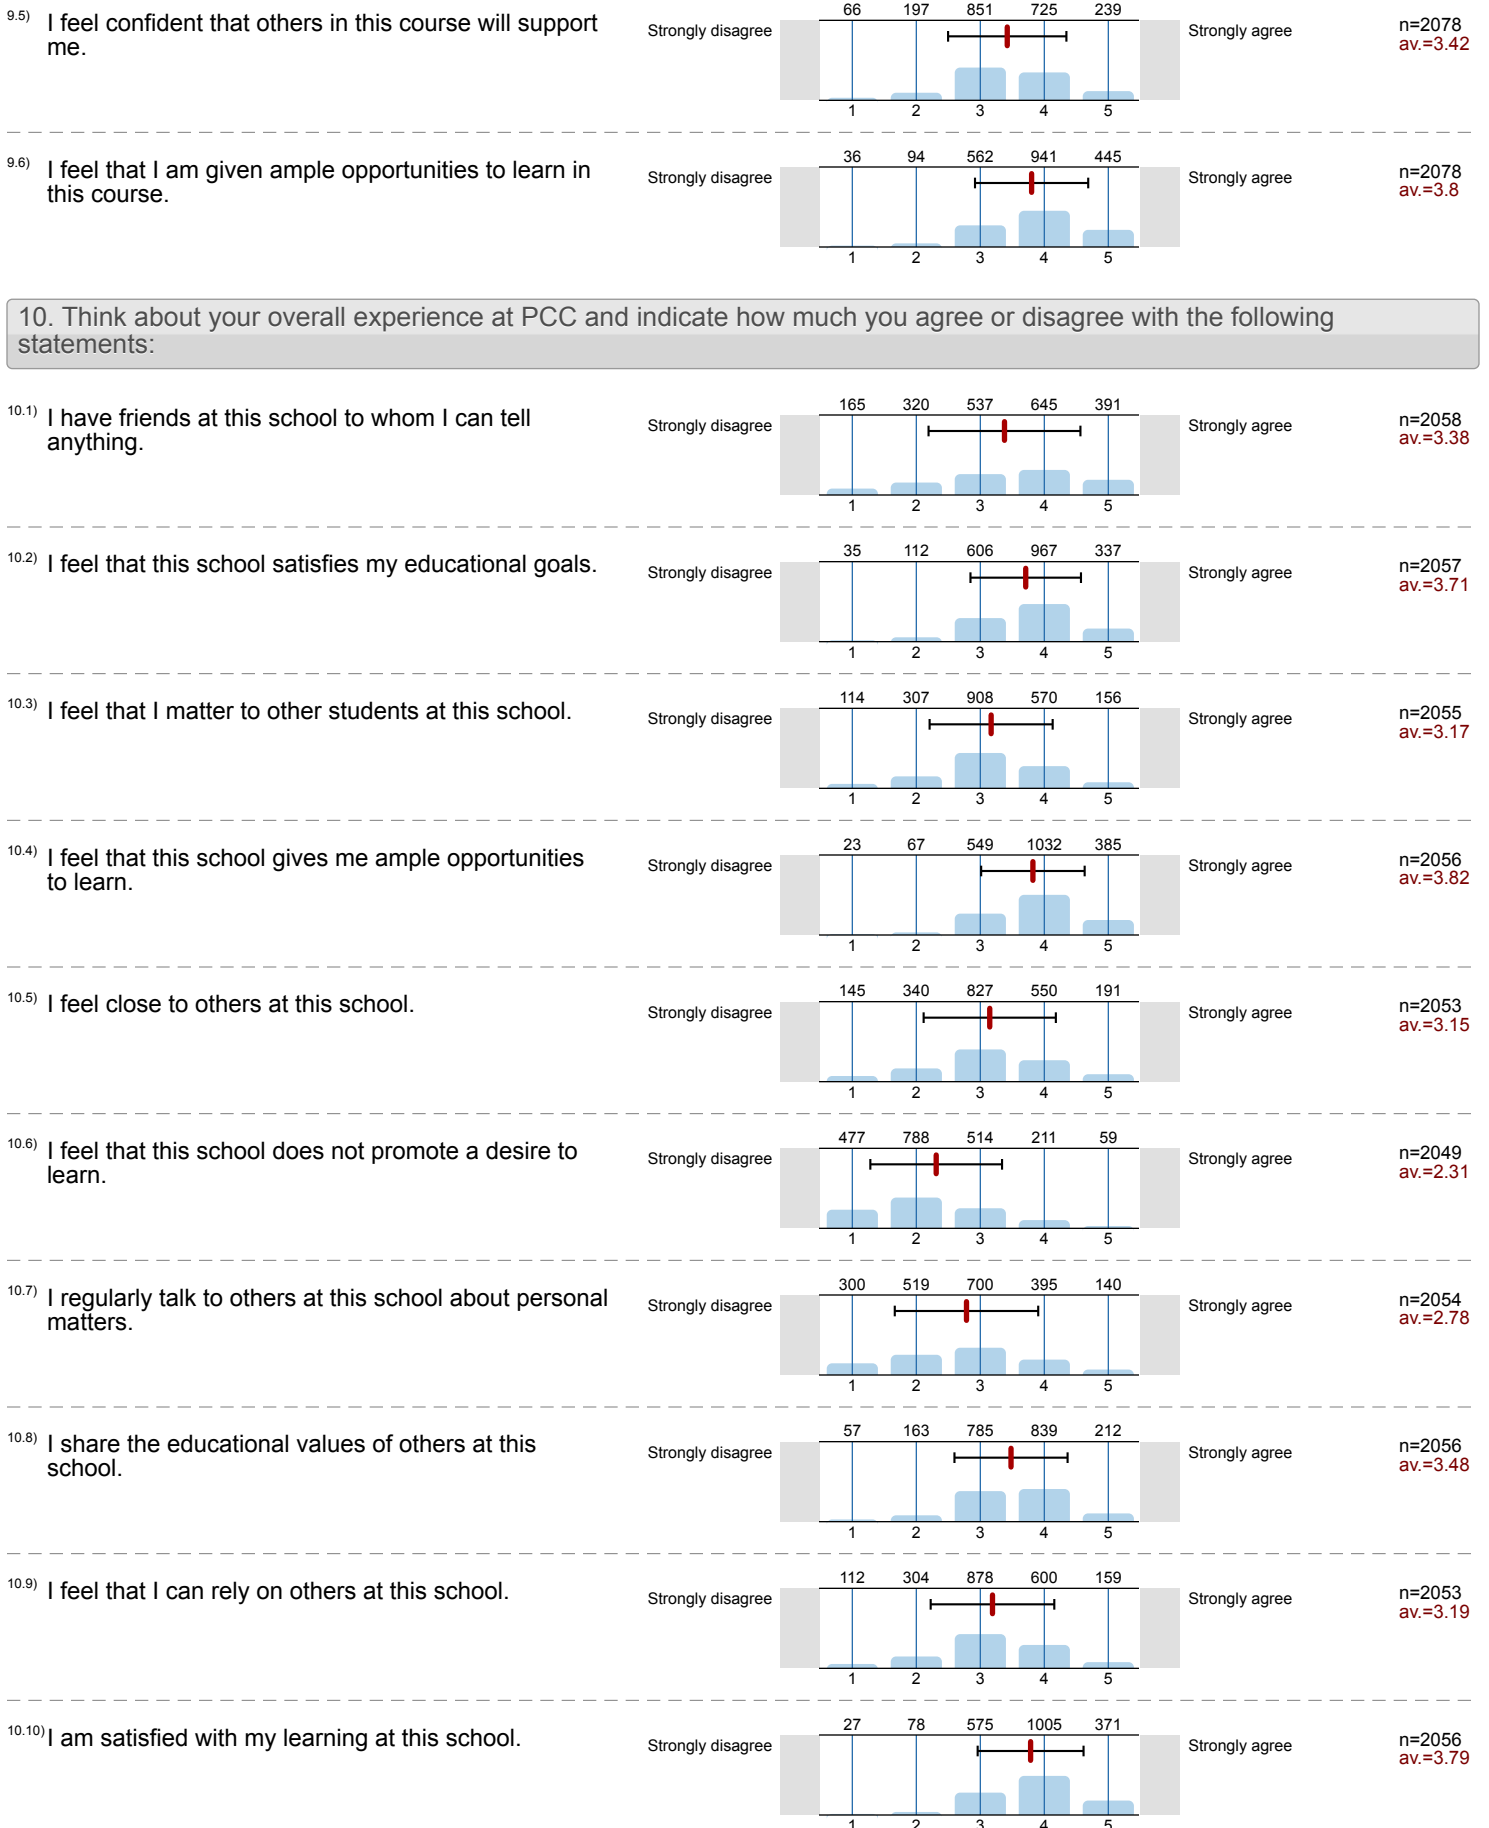 9.5) I feel confident that others in this course will support
me.
Strongly disagree
66 197 851 725 239
1 2 3 4 5
Strongly agree
n=2078
av.=3.42
9.6) I feel that I am given ample opportunities to learn in
this course.
Strongly disagree
36 94 562 941 445
1 2 3 4 5
Strongly agree
n=2078
av.=3.8
10. Think about your overall experience at PCC and indicate how much you agree or disagree with the following
statements:
10.1) I have friends at this school to whom I can tell
anything.
Strongly disagree
165 320 537 645 391
1 2 3 4 5
Strongly agree
n=2058
av.=3.38
10.2) I feel that this school satisfies my educational goals.
Strongly disagree
35 112 606 967 337
1 2 3 4 5
Strongly agree
n=2057
av.=3.71
10.3) I feel that I matter to other students at this school.
Strongly disagree
114 307 908 570 156
1 2 3 4 5
Strongly agree
n=2055
av.=3.17
10.4) I feel that this school gives me ample opportunities
to learn.
Strongly disagree
23 67 549 1032 385
1 2 3 4 5
Strongly agree
n=2056
av.=3.82
10.5) I feel close to others at this school.
Strongly disagree
145 340 827 550 191
1 2 3 4 5
Strongly agree
n=2053
av.=3.15
10.6) I feel that this school does not promote a desire to
learn.
Strongly disagree
477 788 514 211 59
1 2 3 4 5
Strongly agree
n=2049
av.=2.31
10.7) I regularly talk to others at this school about personal
matters.
Strongly disagree
300 519 700 395 140
1 2 3 4 5
Strongly agree
n=2054
av.=2.78
10.8) I share the educational values of others at this
school.
Strongly disagree
57 163 785 839 212
1 2 3 4 5
Strongly agree
n=2056
av.=3.48
10.9) I feel that I can rely on others at this school.
Strongly disagree
112 304 878 600 159
1 2 3 4 5
Strongly agree
n=2053
av.=3.19
10.10) I am satisfied with my learning at this school.
Strongly disagree
27 78 575 1005 371
1 2 3 4 5
Strongly agree
n=2056
av.=3.79